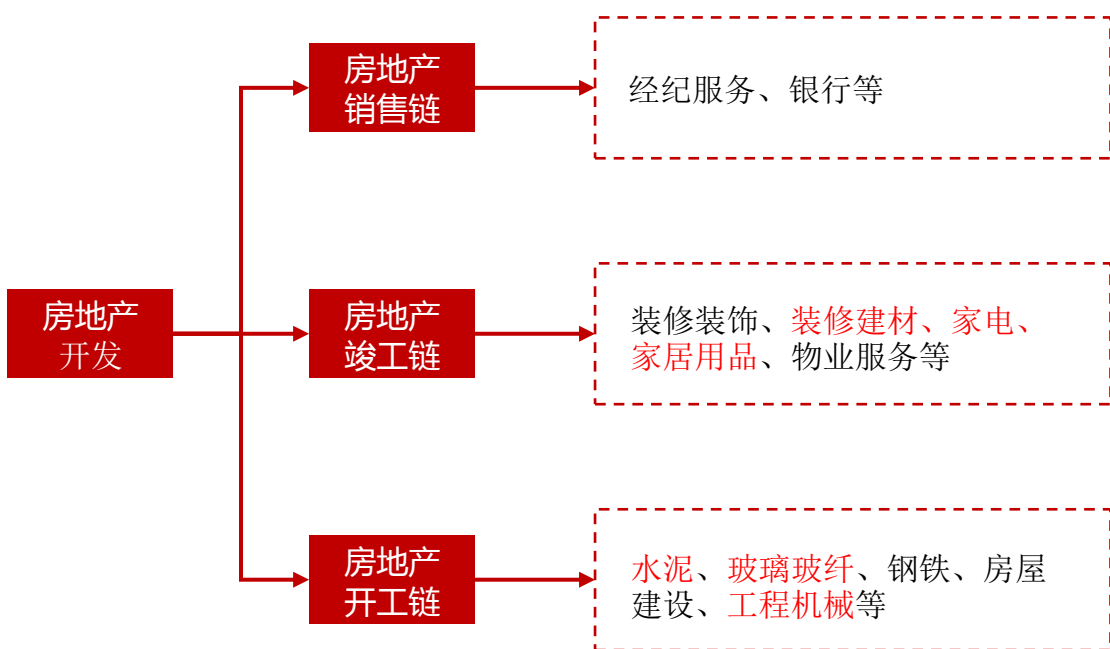 房地产
销售链
经纪服务、银行等
房地产
开发
房地产
竣工链
装修装饰、装修建材、家电、
家居用品、物业服务等
房地产
开工链
水泥、玻璃玻纤、钢铁、房屋
建设、工程机械等